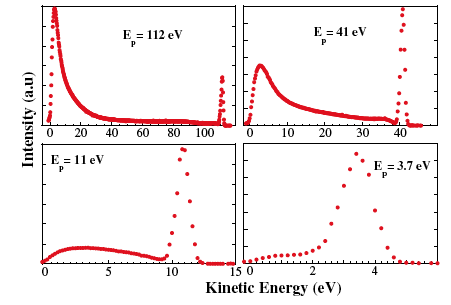 E_P = 112 eV
E_P = 41 eV
0 20 40 60 80 100
0 10 20 30 40
Intensity (a.u)
E_P = 11 eV
E_P = 3.7 eV
0 5 10 15
0 2 4
Kinetic Energy (eV)